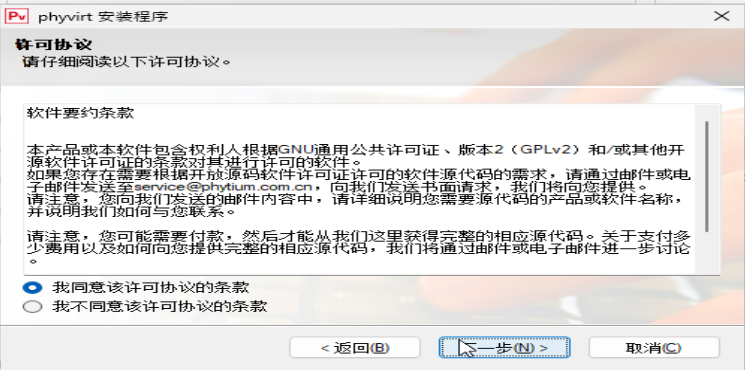 Pv phyvirt 安装程序
许可协议
请仔细阅读以下许可协议。
软件要约条款
本产品或本软件包含权利人根据GNU通用公共许可证、版本2（GPLv2）和/或其他开
源软件许可证的条款对其进行许可的软件。
如果您存在需要根据开放源码软件许可证许可的软件源代码的需求，请通过邮件或电
子邮件发送至service@phytium.com.cn，向我们发送书面请求，我们将向您提供。
请注意，您向我们发送的邮件内容中，请详细说明您需要源代码的产品或软件名称，
并说明我们如何与您联系。
请注意，您可能需要付款，然后才能从我们这里获得完整的相应源代码。关于支付多
少费用以及如何向您提供完整的相应源代码，我们将通过邮件或电子邮件进一步讨论
。
我同意该许可协议的条款
我不同意该许可协议的条款
< 返回(B) 下一步(N) > 取消(C)